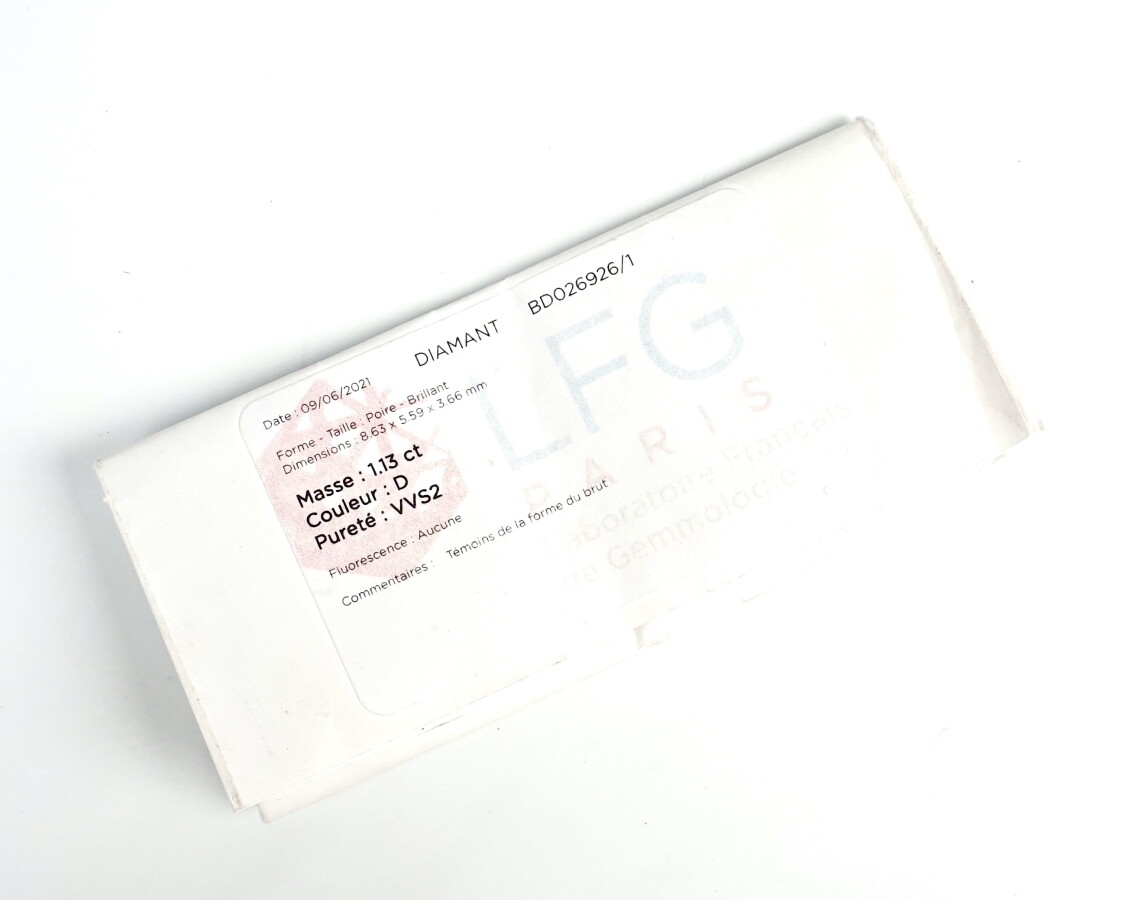 DIAMANT BD026926/1
Date : 09/06/2021
Forme - Taille : Poire - Brillant
Dimensions : 8.63 x 5.59 x 3.66 mm
Masse : 1.13 ct
Couleur : D
Pureté : VVS2
Fluorescence : Aucune
Commentaires : Témoins de la forme du brut
LFG
PARIS
Laboratoire Français
de Gemmologie